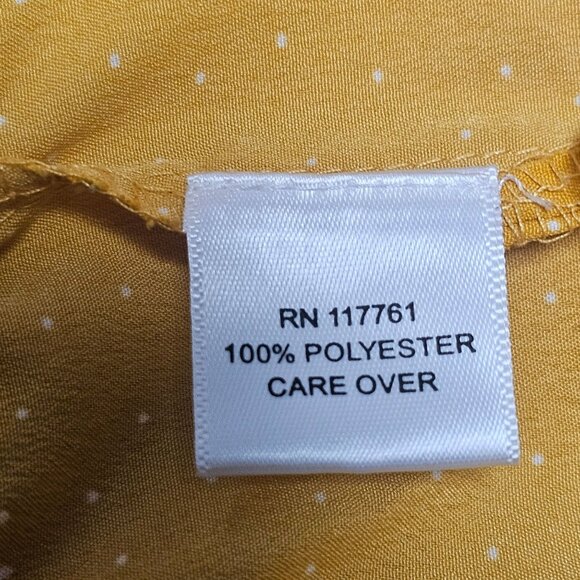 RN 117761
100% POLYESTER
CARE OVER